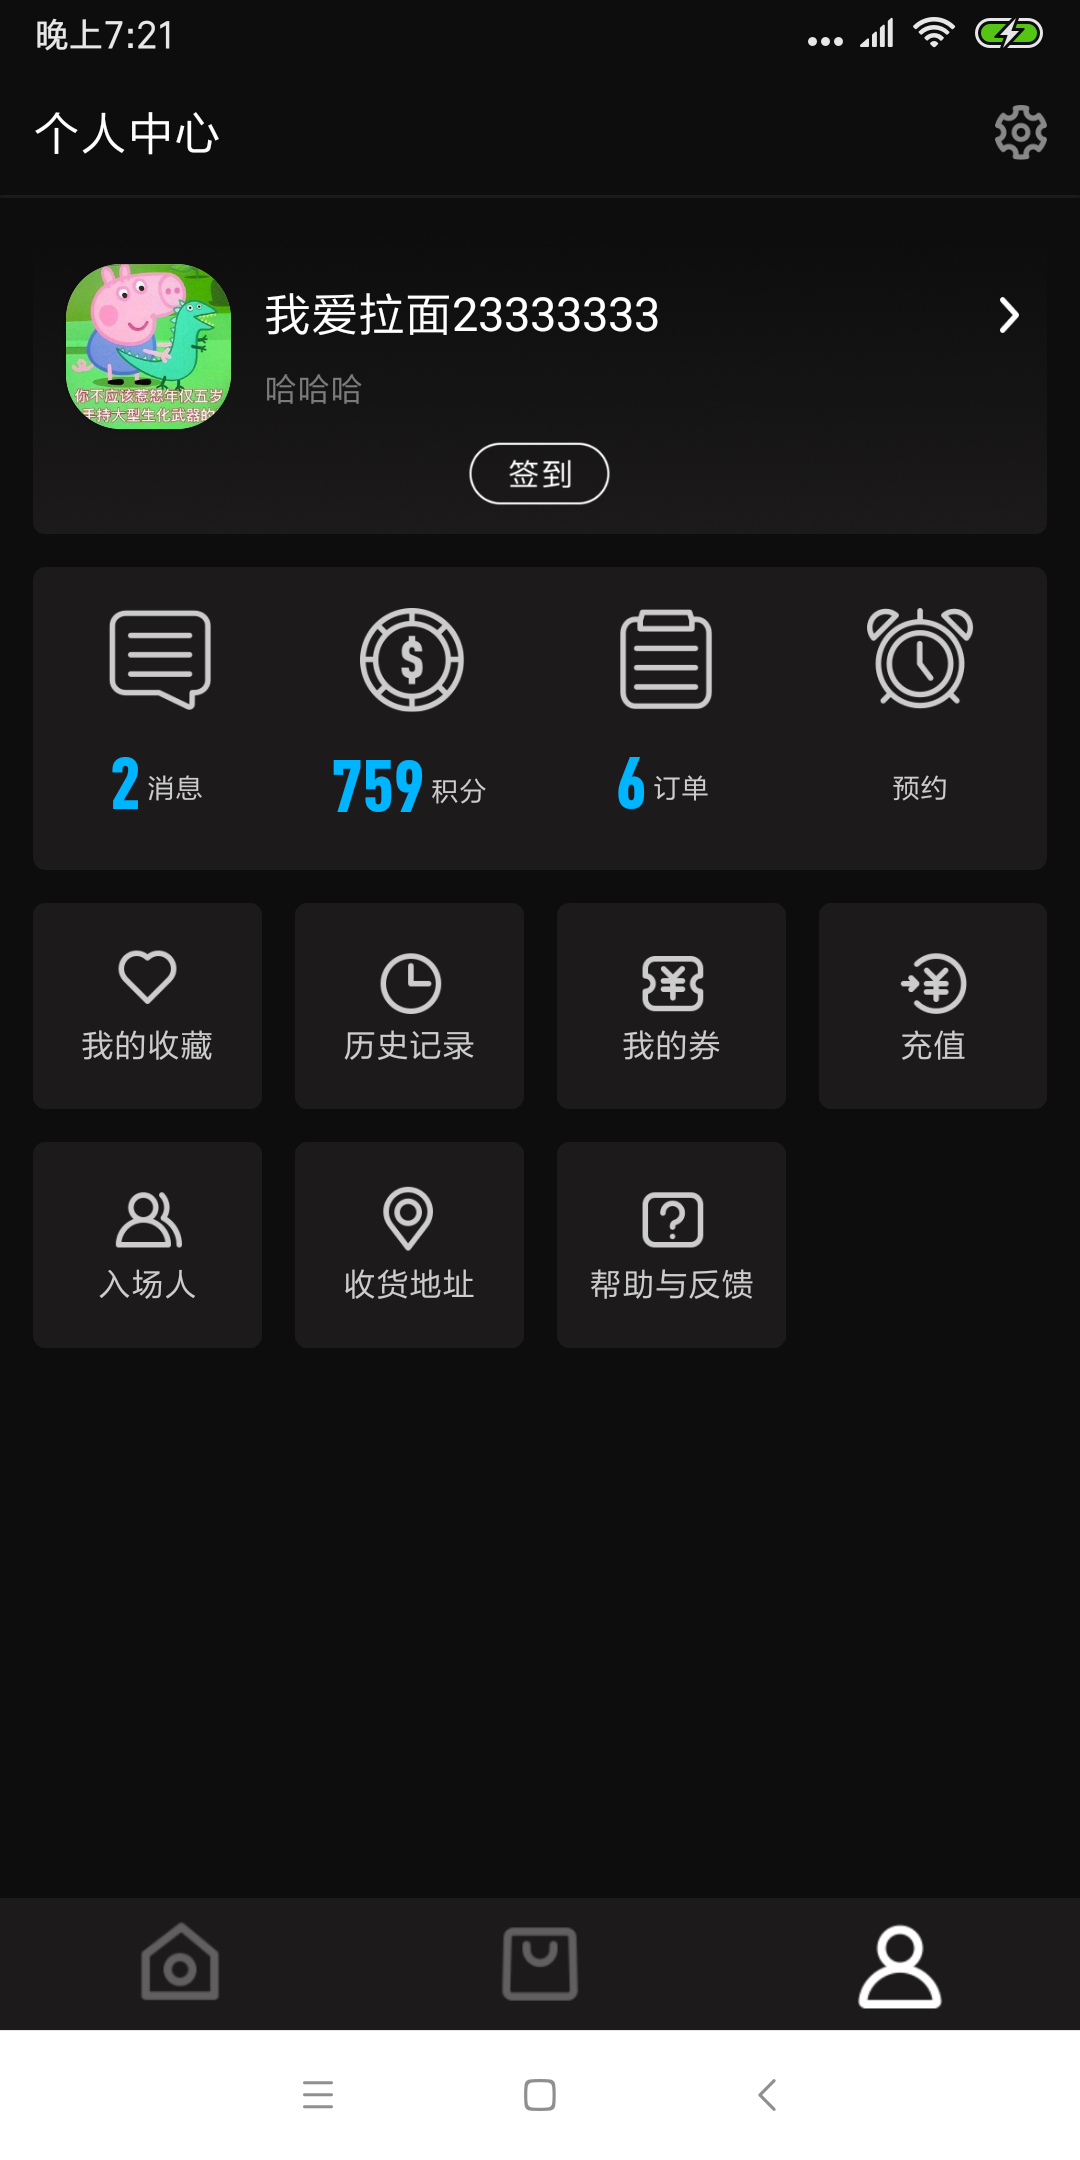 晚上7:21
个人中心
我爱拉面23333333
哈哈哈
你不应该惹怒年仅五岁
手持大型生化武器的
签到
2 消息
759 积分
6 订单
预约
我的收藏
历史记录
我的券
充值
入场人
收货地址
帮助与反馈